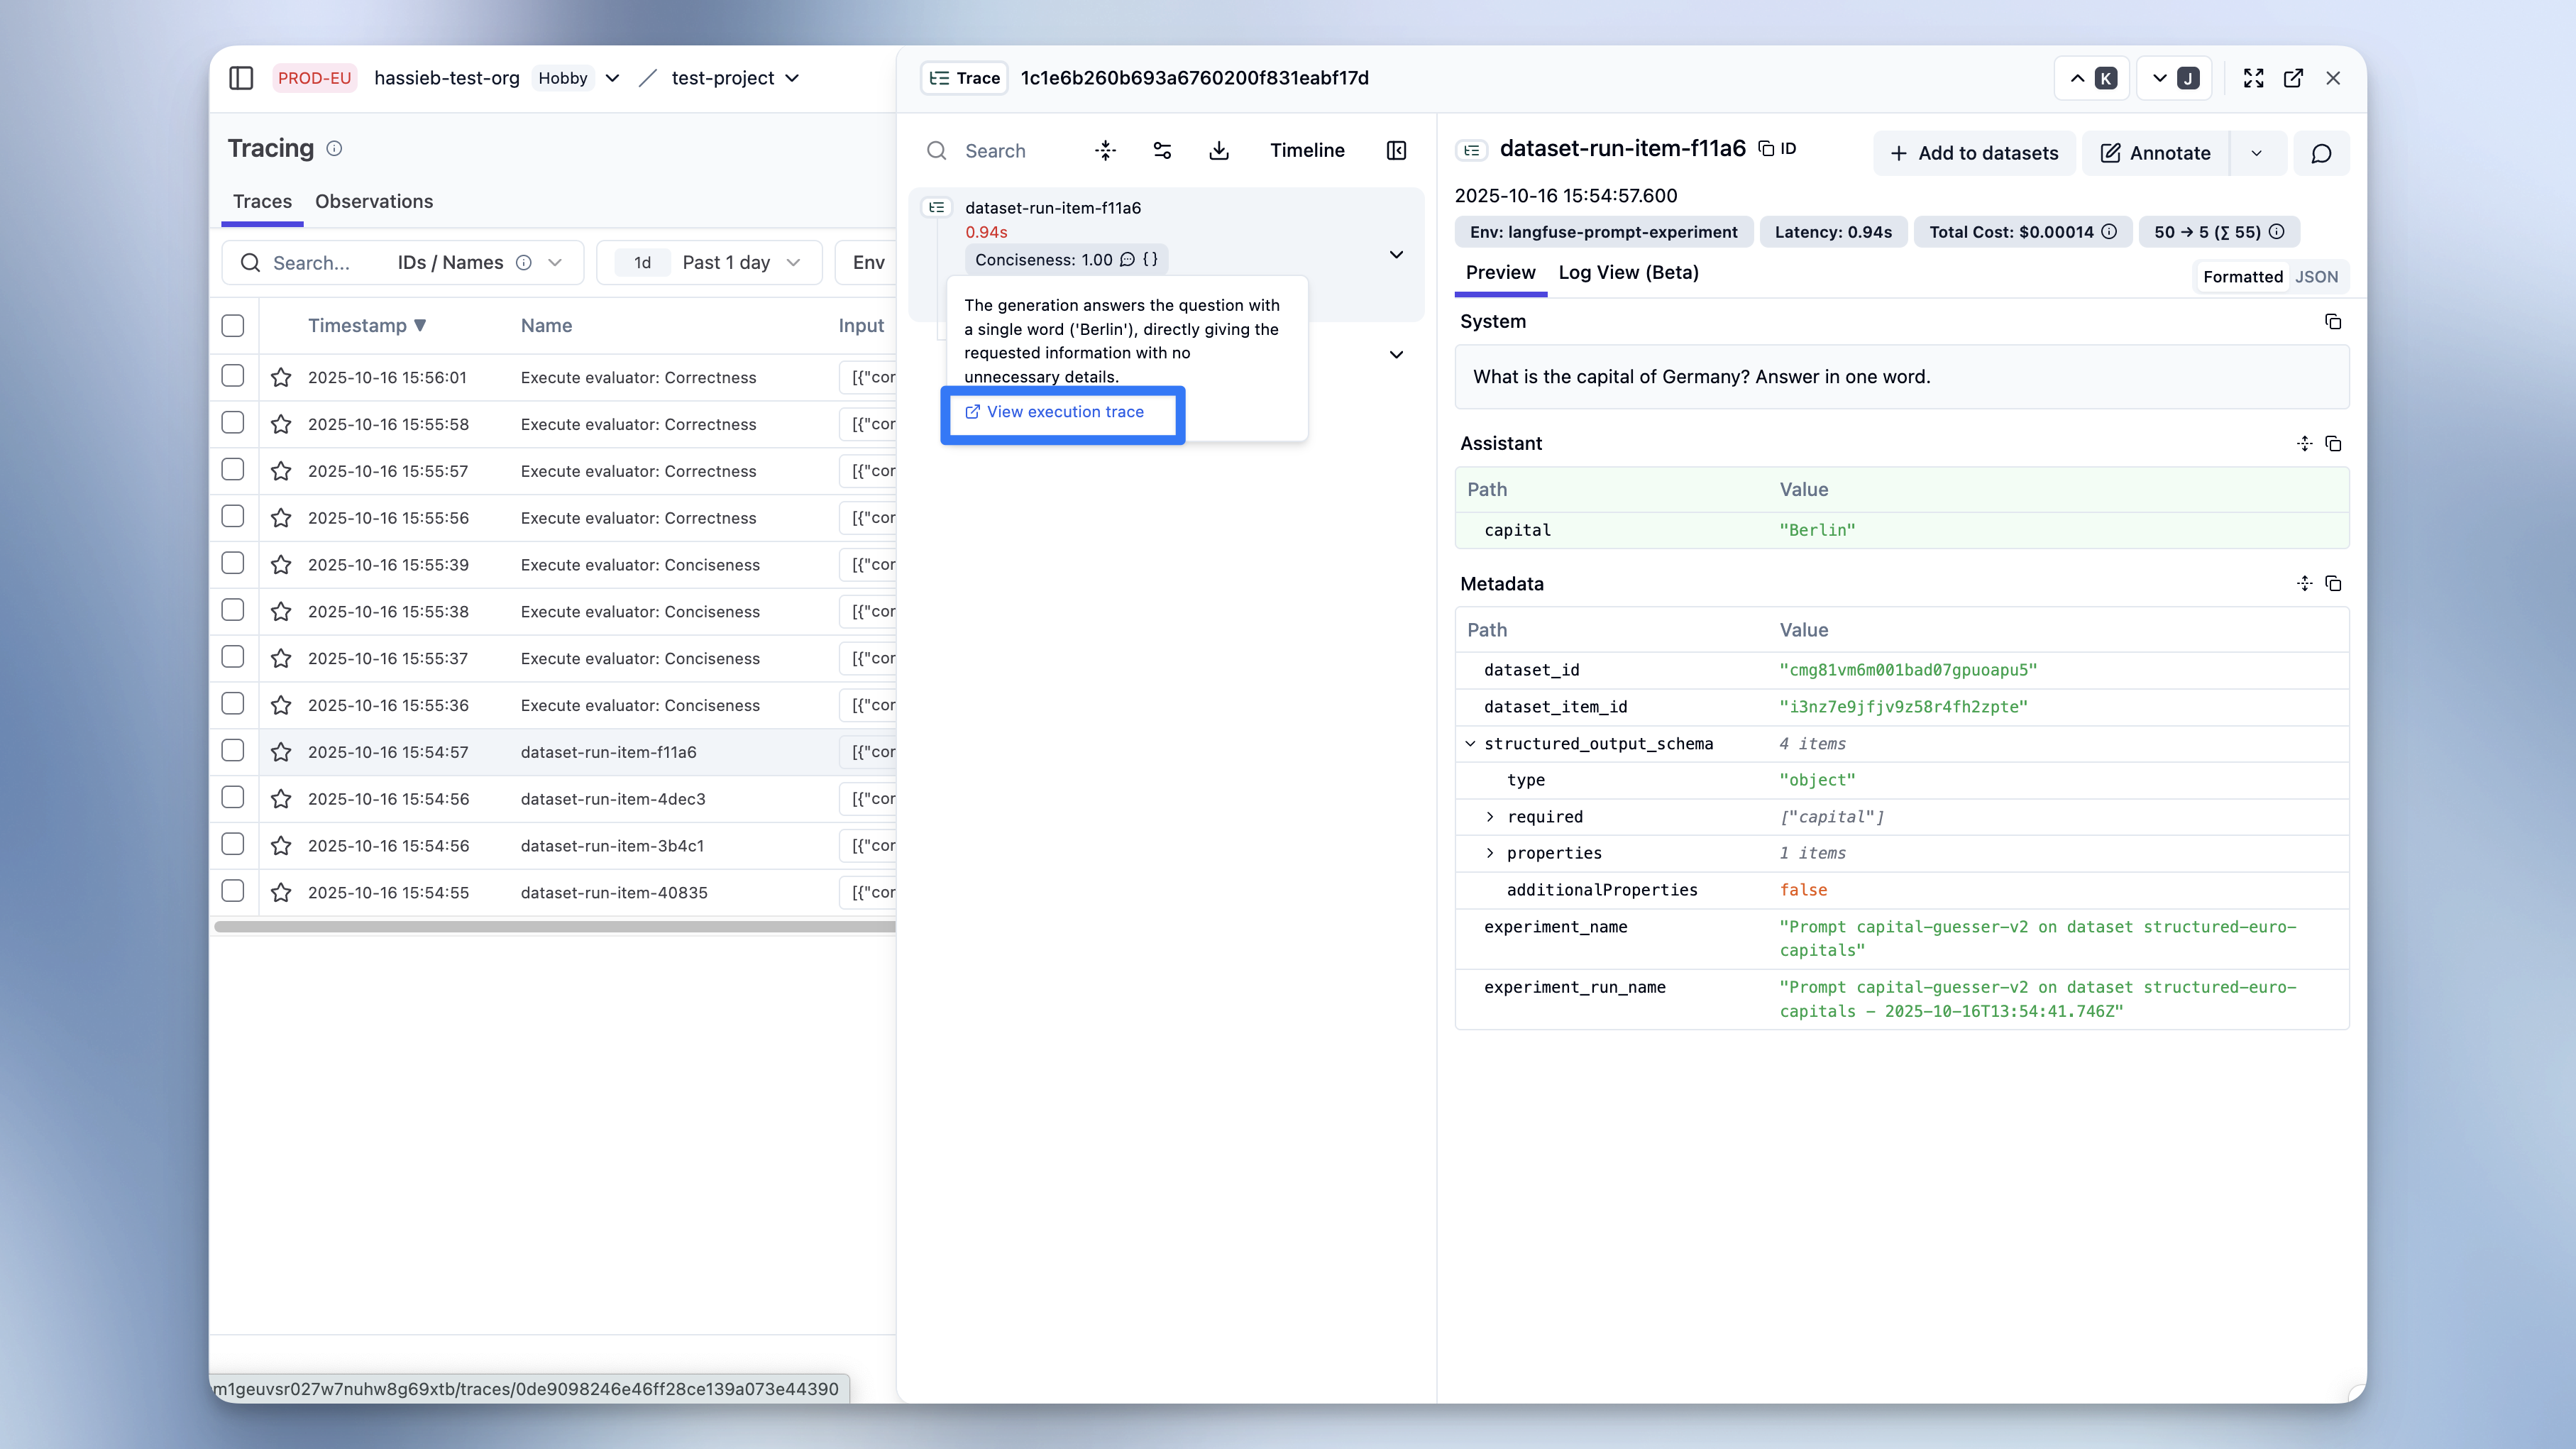 PROD-EU hassieb-test-org Hobby test-project
Tracing
Traces Observations
Search... IDs / Names 1d Past 1 day Env
Timestamp ▼ Name Input
2025-10-16 15:56:01 Execute evaluator: Correctness [{"cor
2025-10-16 15:55:58 Execute evaluator: Correctness [{"cor
2025-10-16 15:55:57 Execute evaluator: Correctness [{"cor
2025-10-16 15:55:56 Execute evaluator: Correctness [{"cor
2025-10-16 15:55:39 Execute evaluator: Conciseness [{"cor
2025-10-16 15:55:38 Execute evaluator: Conciseness [{"cor
2025-10-16 15:55:37 Execute evaluator: Conciseness [{"cor
2025-10-16 15:55:36 Execute evaluator: Conciseness [{"cor
2025-10-16 15:54:57 dataset-run-item-f11a6 [{"cor
2025-10-16 15:54:56 dataset-run-item-4dec3 [{"cor
2025-10-16 15:54:56 dataset-run-item-3b4c1 [{"cor
2025-10-16 15:54:55 dataset-run-item-40835 [{"cor
m1geuvsr027w7nuhw8g69xtb/traces/0de9098246e46ff28ce139a073e44390
Trace 1c1e6b260b693a6760200f831eabf17d
K J
Search Timeline
dataset-run-item-f11a6
0.94s
Conciseness: 1.00 {}
The generation answers the question with
a single word ('Berlin'), directly giving the
requested information with no
unnecessary details.
View execution trace
dataset-run-item-f11a6 ID
Add to datasets Annotate
2025-10-16 15:54:57.600
Env: langfuse-prompt-experiment Latency: 0.94s Total Cost: $0.00014 50 → 5 (∑ 55)
Preview Log View (Beta) Formatted JSON
System
What is the capital of Germany? Answer in one word.
Assistant
Path Value
capital "Berlin"
Metadata
Path Value
dataset_id "cmg81vm6m001bad07gpuoapu5"
dataset_item_id "i3nz7e9jfjv9z58r4fh2zpte"
structured_output_schema 4 items
type "object"
required ["capital"]
properties 1 items
additionalProperties false
experiment_name "Prompt capital-guesser-v2 on dataset structured-euro-
capitals"
experiment_run_name "Prompt capital-guesser-v2 on dataset structured-euro-
capitals - 2025-10-16T13:54:41.746Z"